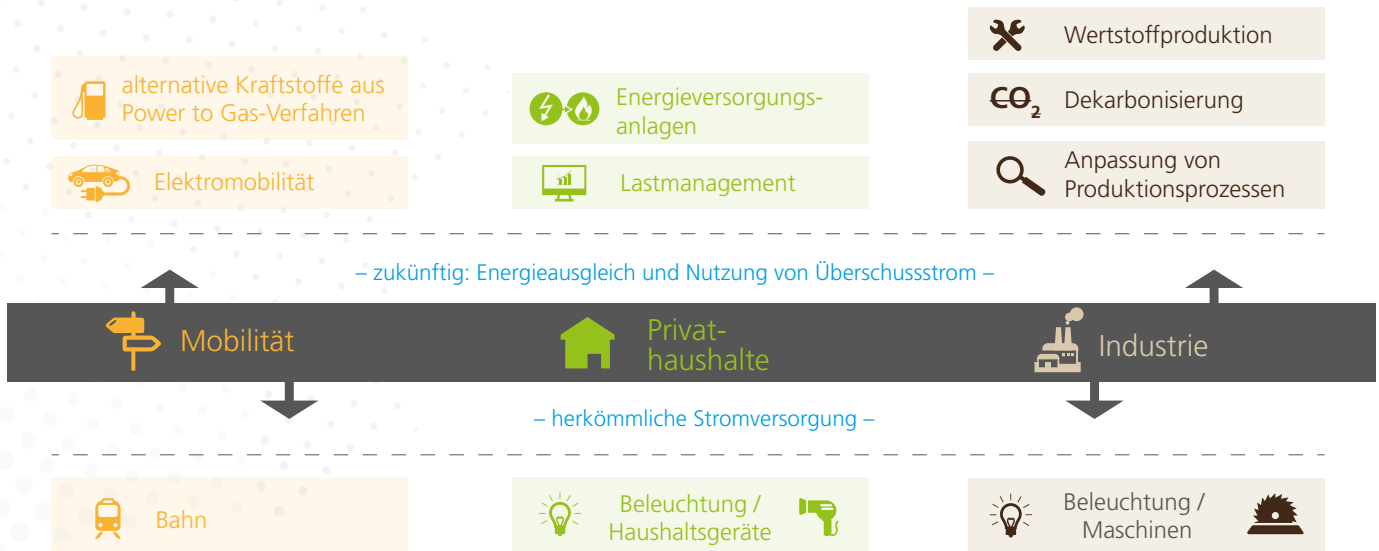 alternative Kraftstoffe aus
Power to Gas-Verfahren
Elektromobilität
Energieversorgungs-
anlagen
Lastmanagement
Wertstoffproduktion
CO2 Dekarbonisierung
Anpassung von
Produktionsprozessen
– zukünftig: Energieausgleich und Nutzung von Überschussstrom –
Mobilität
Privat-
haushalte
Industrie
– herkömmliche Stromversorgung –
Bahn
Beleuchtung /
Haushaltsgeräte
Beleuchtung /
Maschinen